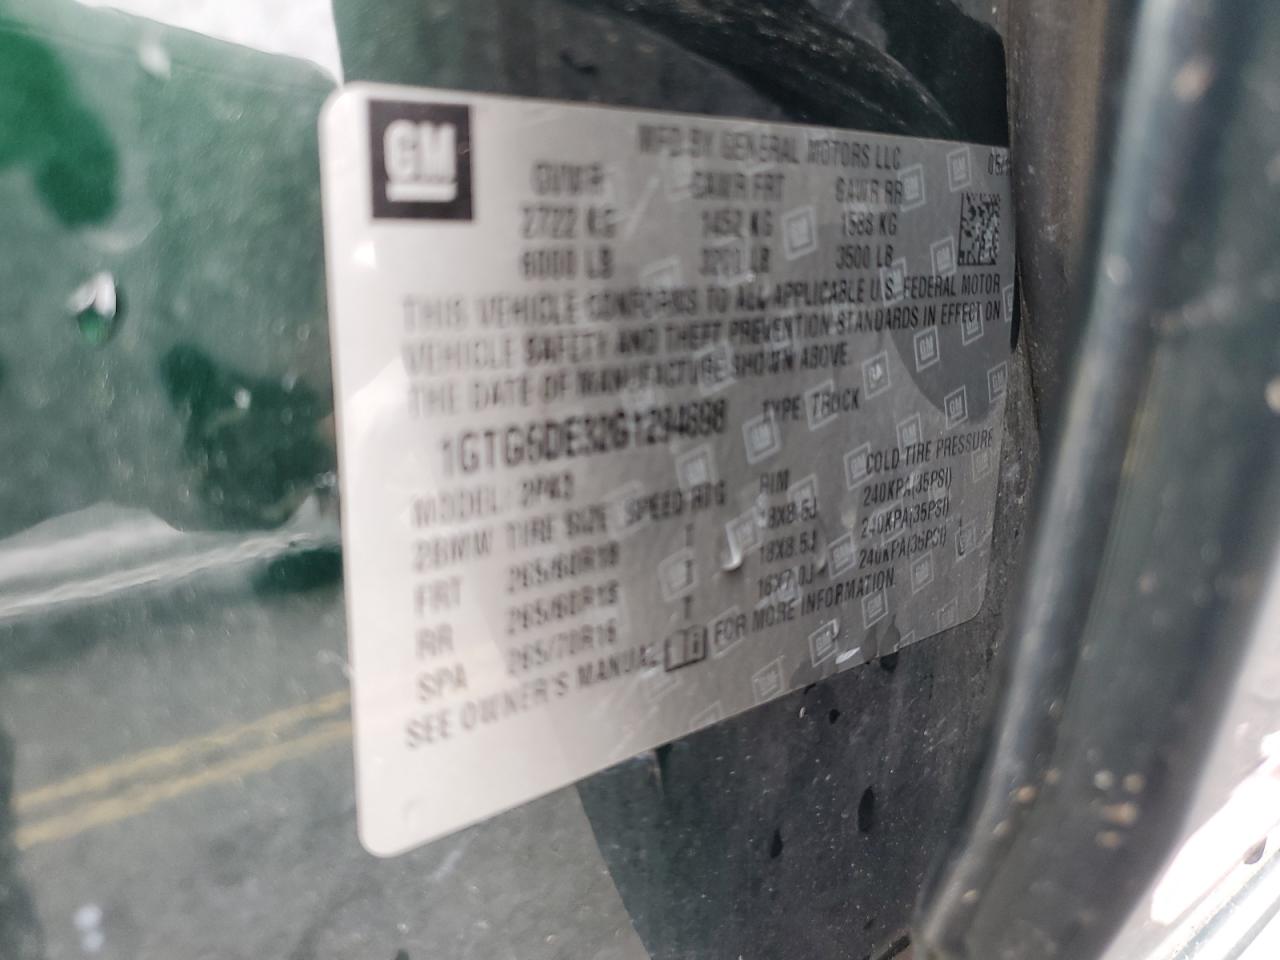 GM
MFD BY GENERAL MOTORS LLC 05/
GVWR GAWR FRT GAWR RR
2722 KG 1452 KG 1588 KG
6000 LB 3200 LB 3500 LB
THIS VEHICLE CONFORMS TO ALL APPLICABLE U.S. FEDERAL MOTOR
VEHICLE SAFETY AND THEFT PREVENTION STANDARDS IN EFFECT ON
THE DATE OF MANUFACTURE SHOWN ABOVE.
TYPE: TRUCK
MODEL:
TIRE SIZE SPEED RTG RIM COLD TIRE PRESSURE
FRT 265/60R18 T 18X8.5J 240KPA(35PSI)
RR 265/60R18 T 18X8.5J 240KPA(35PSI)
SPA 265/70R16 T 16X7.0J 240KPA(35PSI)
SEE OWNER'S MANUAL FOR MORE INFORMATION.